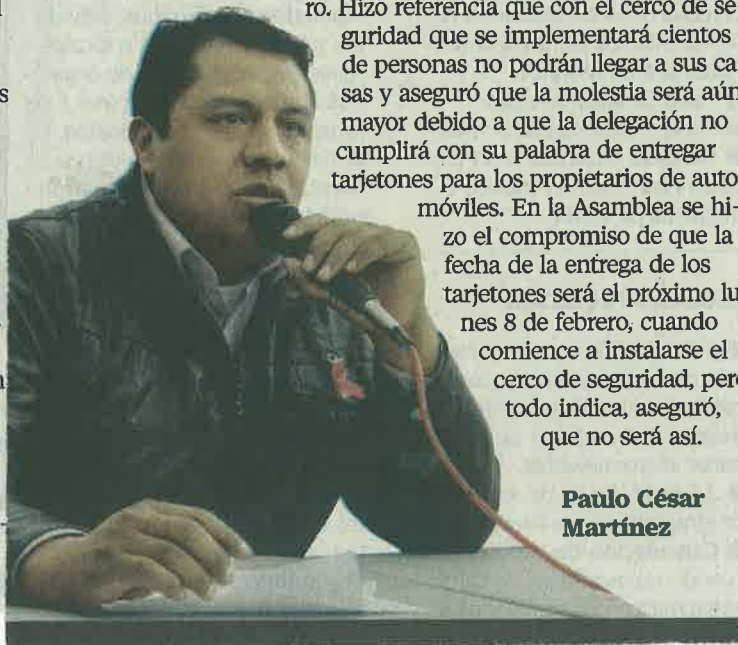 ro. Hizo referencia que con el cerco de se
guridad que se implementará cientos
de personas no podrán llegar a sus ca
sas y aseguró que la molestia será aún
mayor debido a que la delegación no
cumplirá con su palabra de entregar
tarjetones para los propietarios de auto
móviles. En la Asamblea se hi-
zo el compromiso de que la
fecha de la entrega de los
tarjetones será el próximo lu
nes 8 de febrero, cuando
comience a instalarse el
cerco de seguridad, pero
todo indica, aseguró,
que no será así.
Paulo César
Martínez